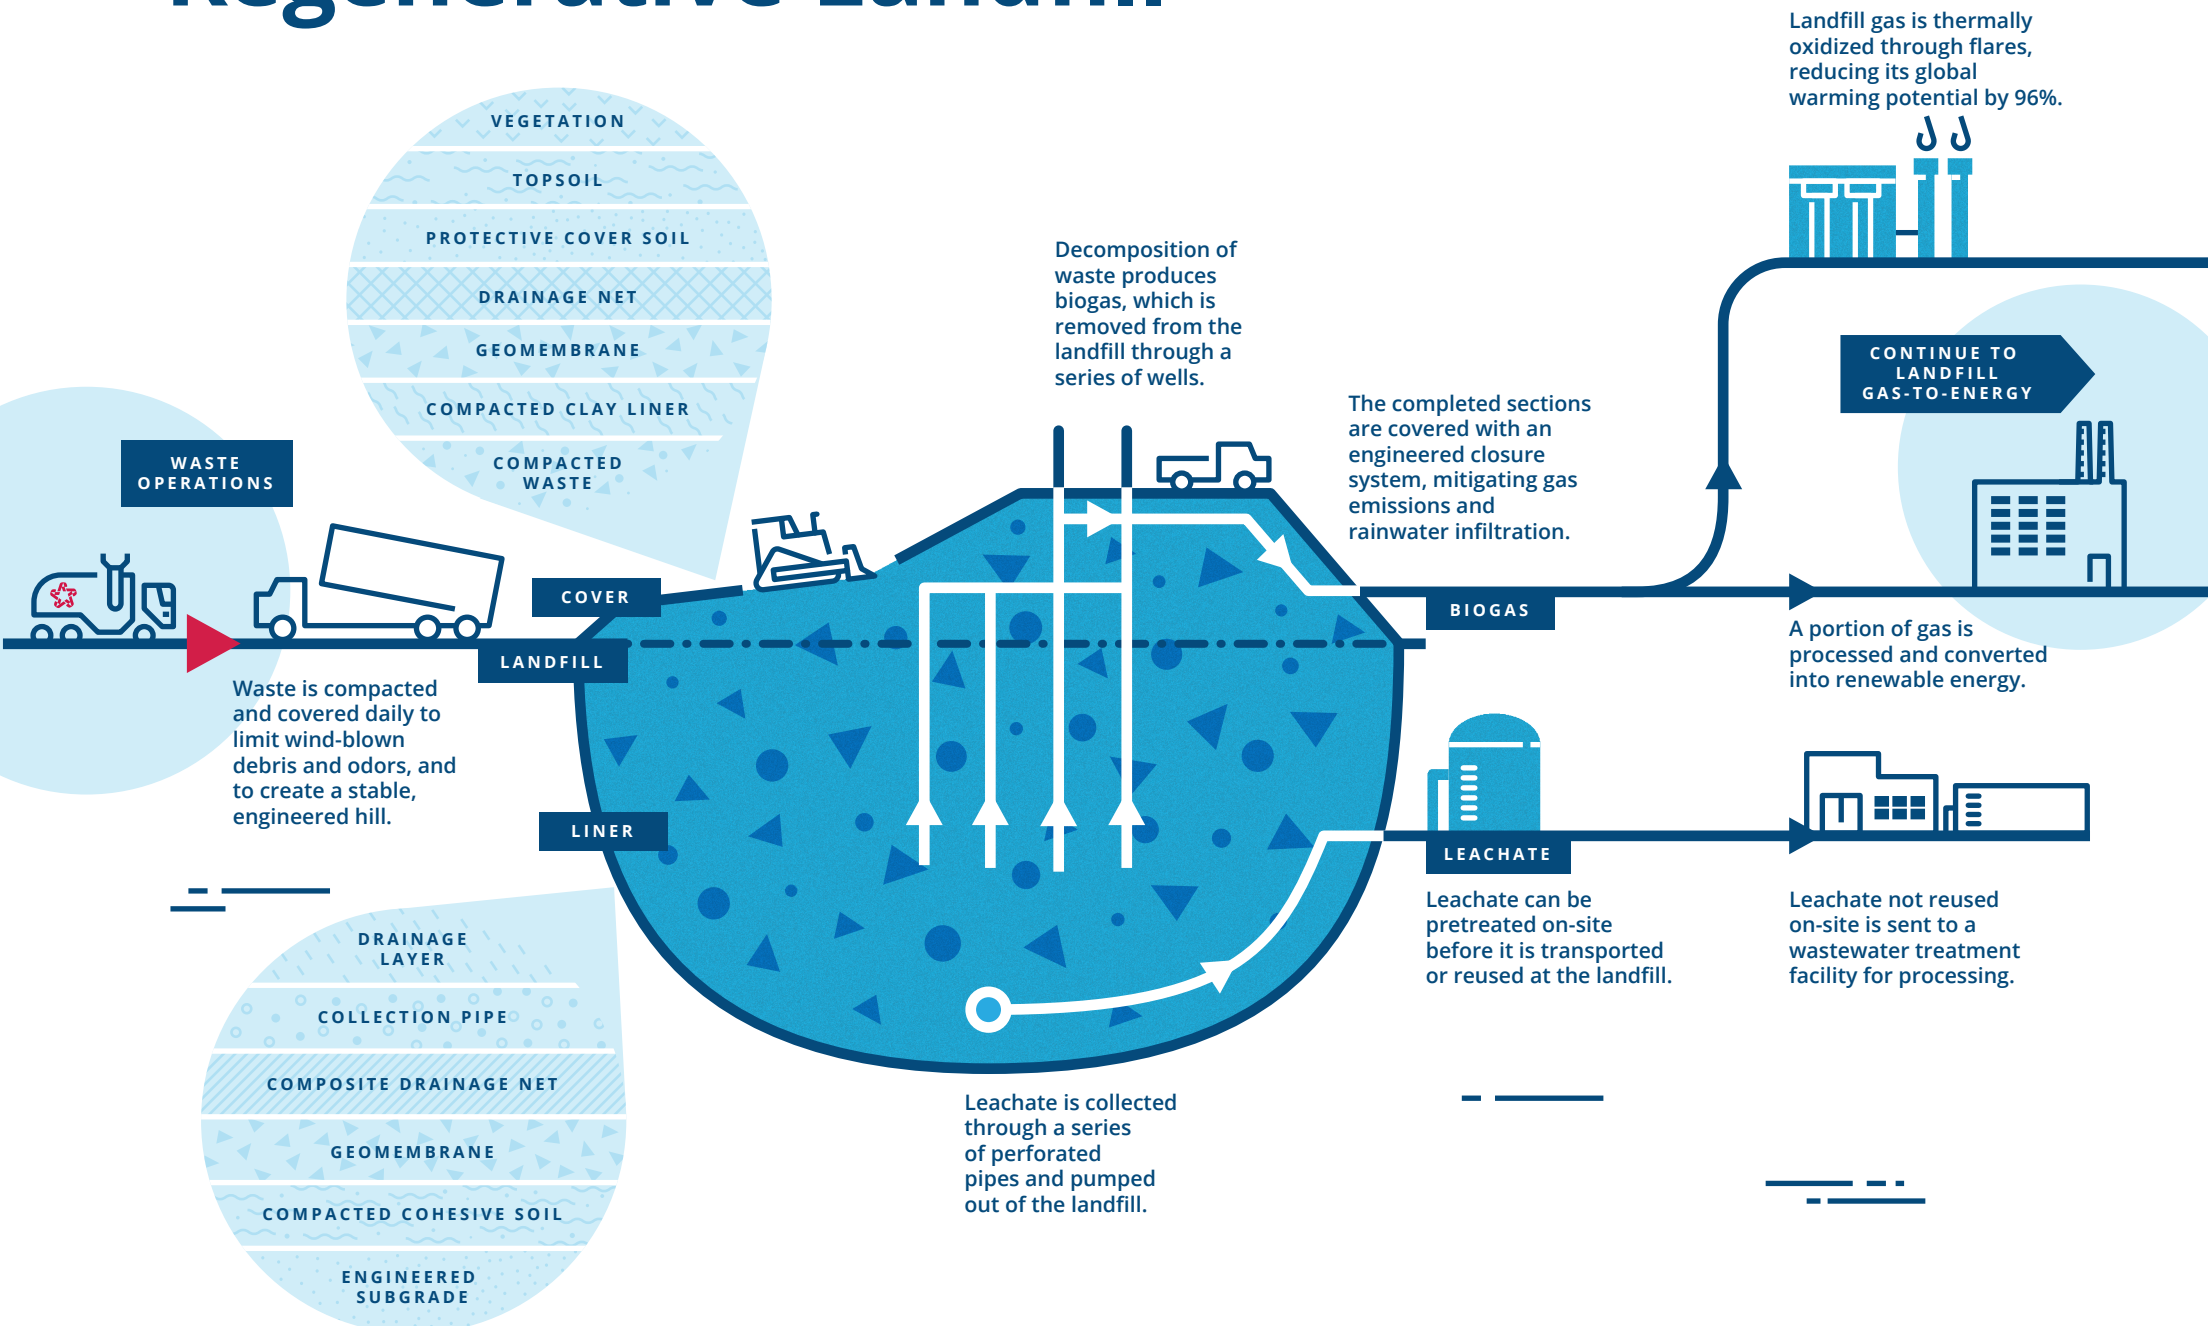 Regenerative Landfill
Landfill gas is thermally
oxidized through flares,
reducing its global
warming potential by 96%.
VEGETATION
TOPSOIL
PROTECTIVE COVER SOIL
DRAINAGE NET
GEOMEMBRANE
COMPACTED CLAY LINER
COMPACTED
WASTE
Decomposition of
waste produces
biogas, which is
removed from the
landfill through a
series of wells.
The completed sections
are covered with an
engineered closure
system, mitigating gas
emissions and
rainwater infiltration.
CONTINUE TO
LANDFILL
GAS-TO-ENERGY
WASTE
OPERATIONS
COVER
LANDFILL
BIOGAS
Waste is compacted
and covered daily to
limit wind-blown
debris and odors, and
to create a stable,
engineered hill.
A portion of gas is
processed and converted
into renewable energy.
LINER
LEACHATE
Leachate can be
pretreated on-site
before it is transported
or reused at the landfill.
Leachate not reused
on-site is sent to a
wastewater treatment
facility for processing.
DRAINAGE
LAYER
COLLECTION PIPE
COMPOSITE DRAINAGE NET
GEOMEMBRANE
COMPACTED COHESIVE SOIL
ENGINEERED
SUBGRADE
Leachate is collected
through a series
of perforated
pipes and pumped
out of the landfill.